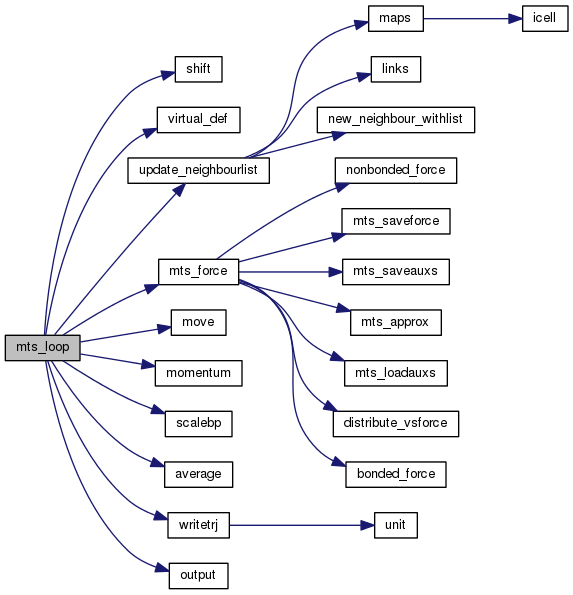 maps
icell
shift
links
virtual_def
new_neighbour_withlist
update_neighbourlist
nonbonded_force
mts_saveforce
mts_force
mts_saveauxs
move
mts_approx
mts_loop
momentum
mts_loadauxs
scalebp
distribute_vsforce
average
bonded_force
writetrj
unit
output